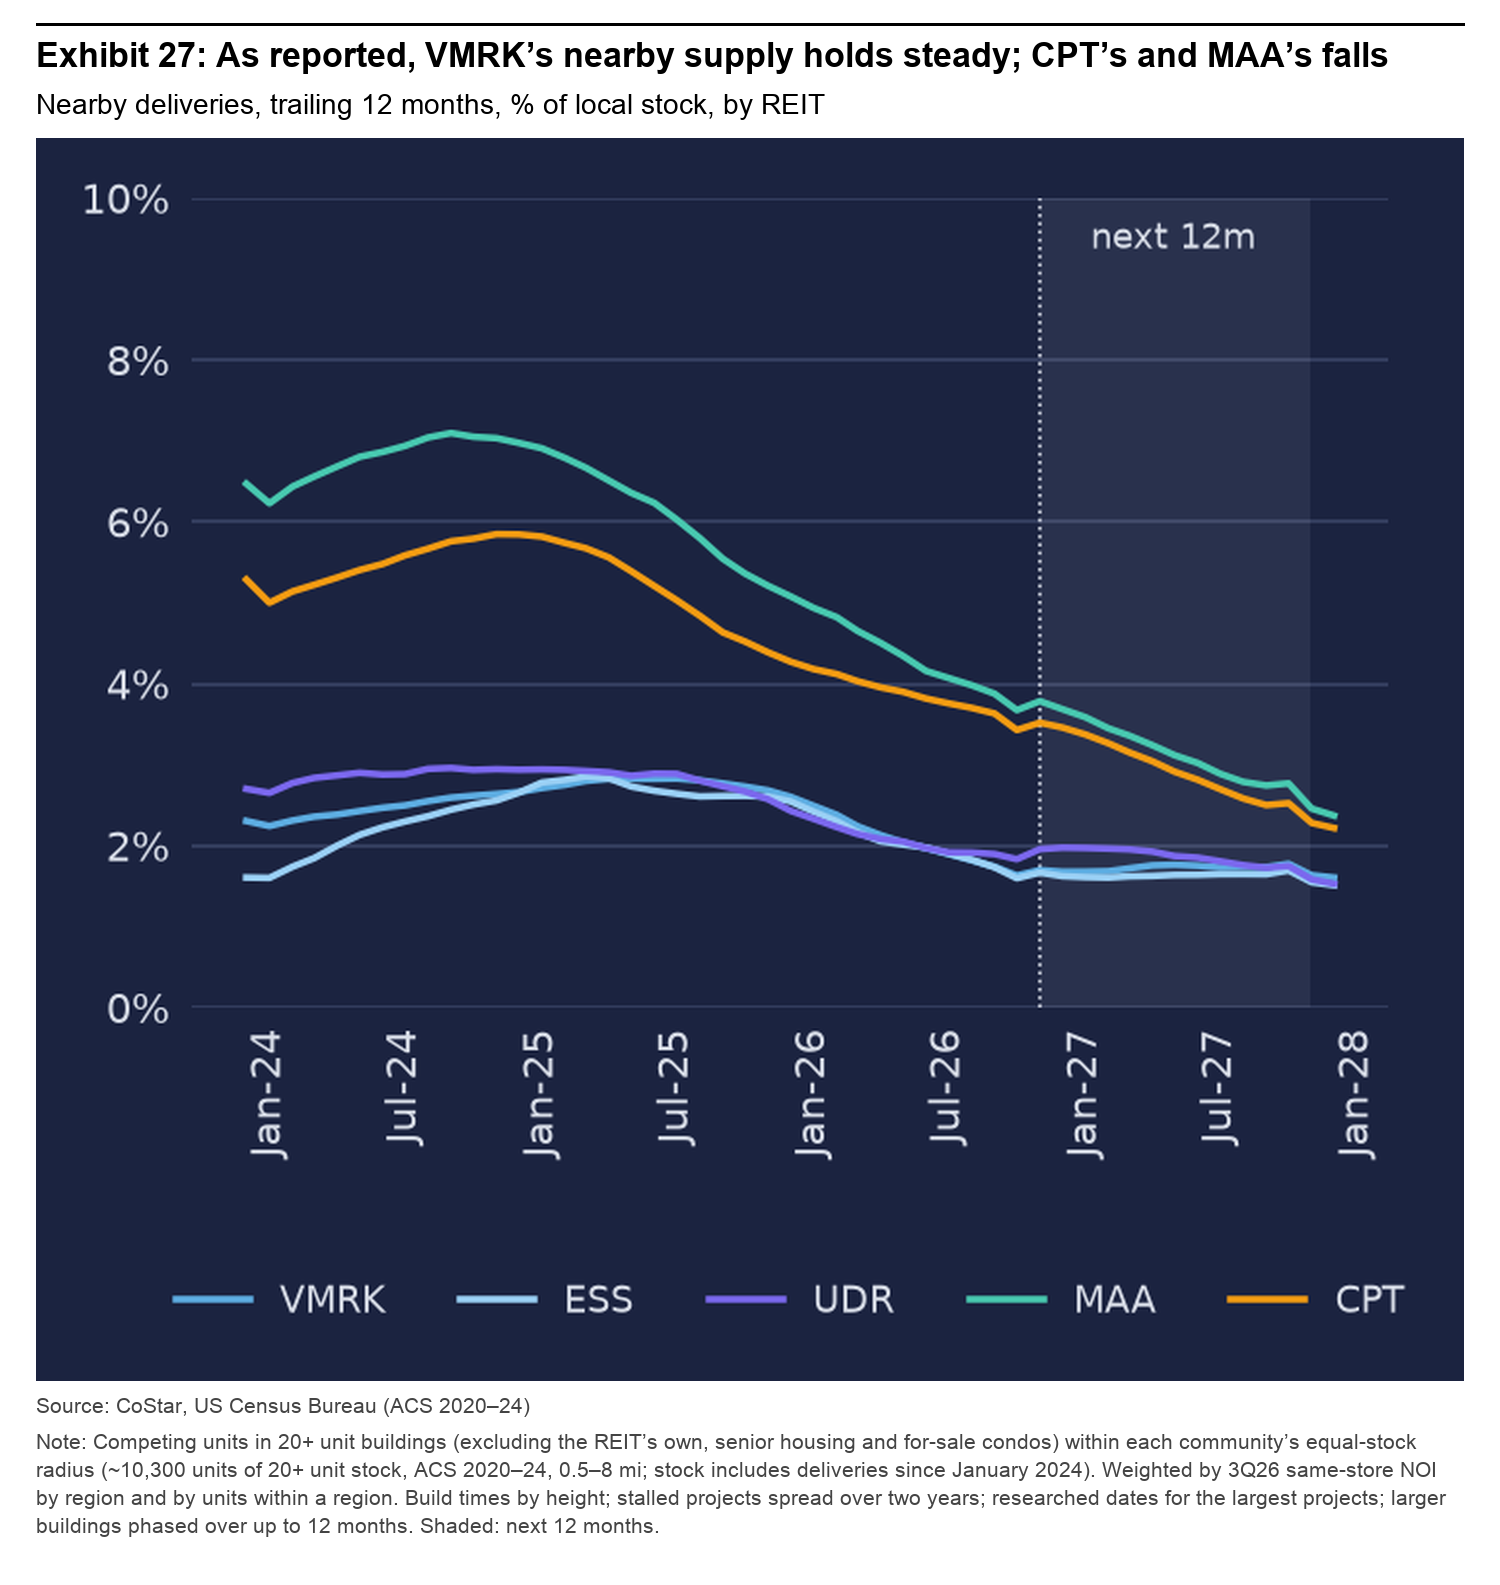 Exhibit 27: As reported, VMRK’s nearby supply holds steady; CPT’s and MAA’s falls
Nearby deliveries, trailing 12 months, % of local stock, by REIT
10%
next 12m
8%
6%
4%
2%
0%
Jan-24
Jul-24
Jan-25
Jul-25
Jan-26
Jul-26
Jan-27
Jul-27
Jan-28
VMRK
ESS
UDR
MAA
CPT
Source: CoStar, US Census Bureau (ACS 2020–24)
Note: Competing units in 20+ unit buildings (excluding the REIT’s own, senior housing and for-sale condos) within each community’s equal-stock
radius (~10,300 units of 20+ unit stock, ACS 2020–24, 0.5–8 mi; stock includes deliveries since January 2024). Weighted by 3Q26 same-store NOI
by region and by units within a region. Build times by height; stalled projects spread over two years; researched dates for the largest projects; larger
buildings phased over up to 12 months. Shaded: next 12 months.